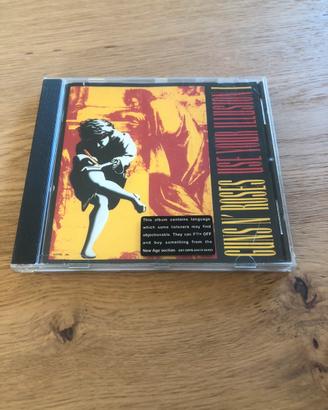 GUNS N' ROSES USE YOUR ILLUSION I
This album contains language
which some listeners may find
objectionable. They can F?!* OFF
and buy something from the
New Age section.